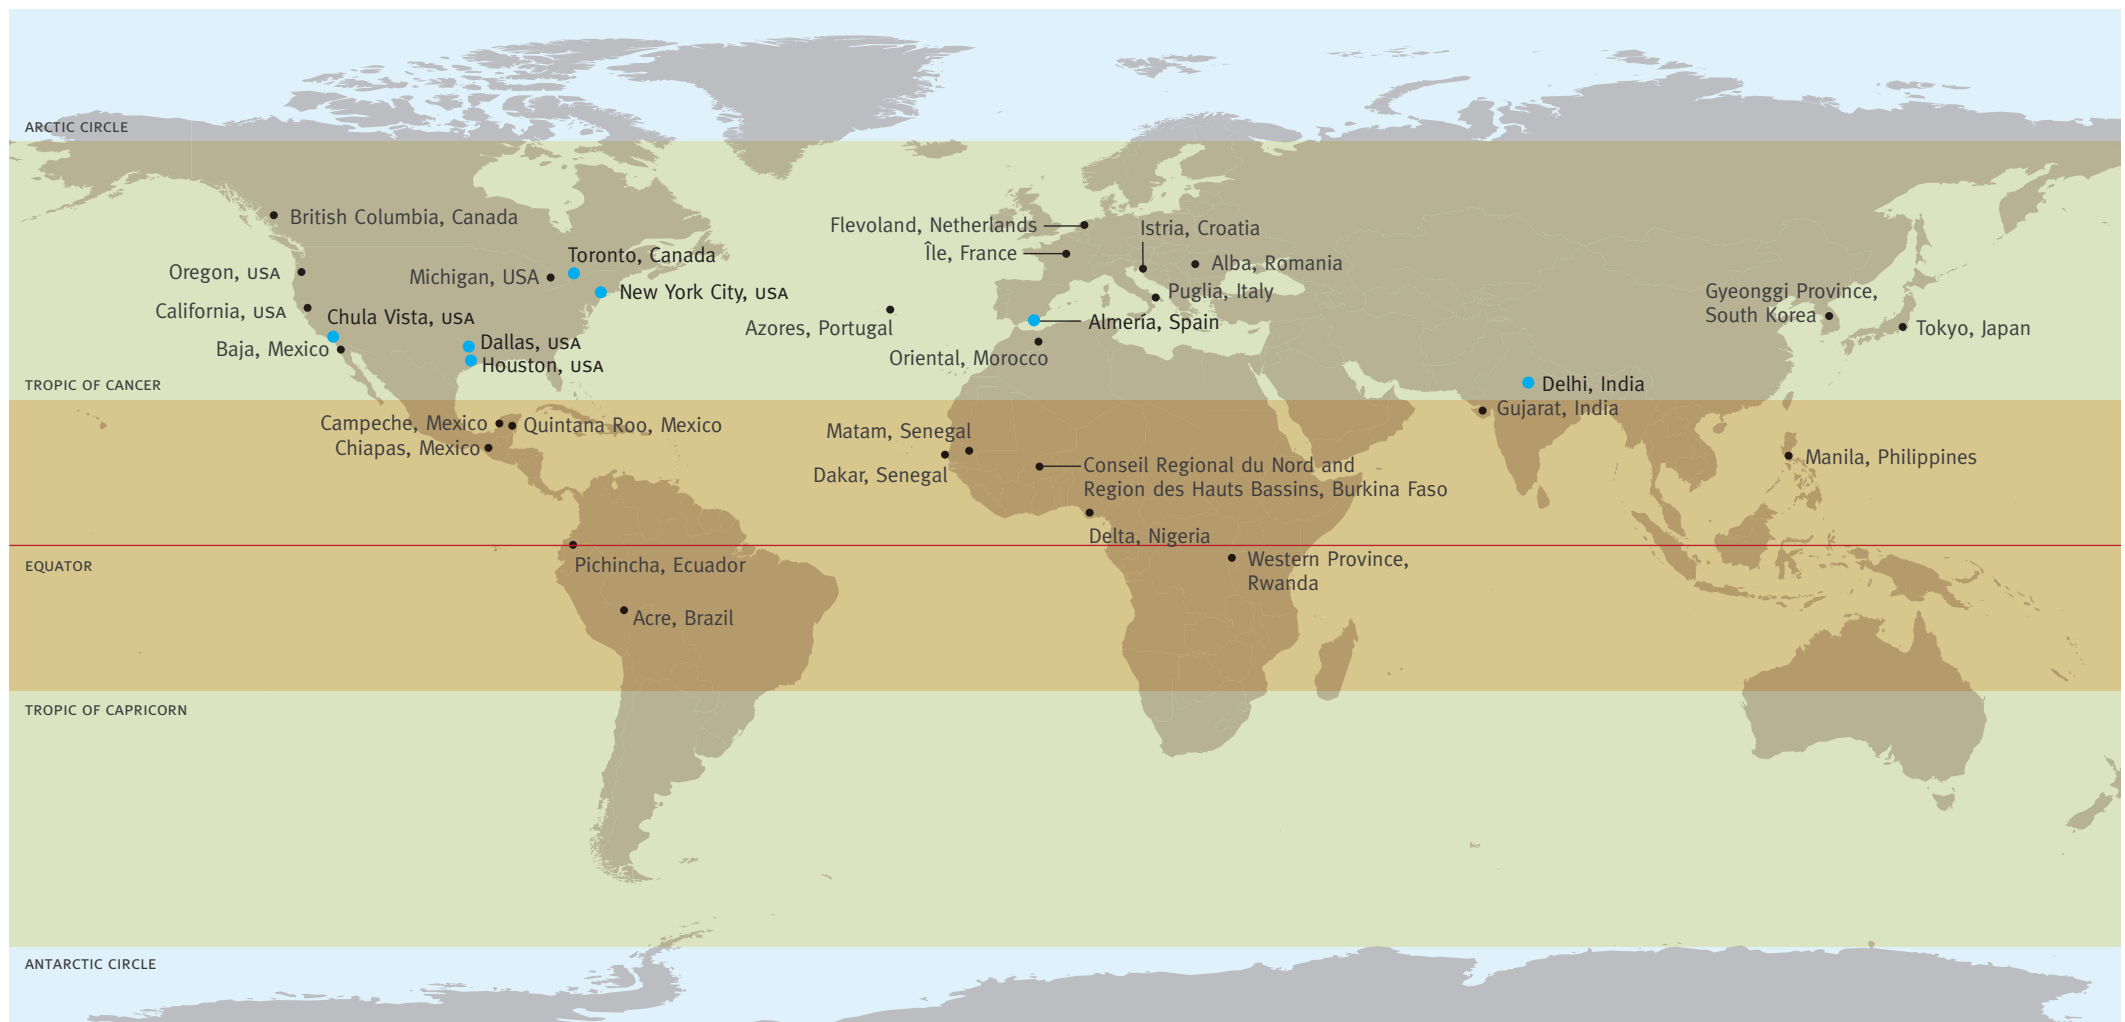 ARCTIC CIRCLE
British Columbia, Canada
Flevoland, Netherlands
Istria, Croatia
Île, France
Toronto, Canada
Alba, Romania
Oregon, USA
Michigan, USA
New York City, USA
Puglia, Italy
Gyeonggi Province,
South Korea
California, USA
Chula Vista, USA
Azores, Portugal
Almería, Spain
Tokyo, Japan
Baja, Mexico
Dallas, USA
Houston, USA
Oriental, Morocco
TROPIC OF CANCER
Delhi, India
Gujarat, India
Campeche, Mexico
Quintana Roo, Mexico
Chiapas, Mexico
Matam, Senegal
Dakar, Senegal
Conseil Regional du Nord and
Region des Hauts Bassins, Burkina Faso
Manila, Philippines
Delta, Nigeria
EQUATOR
Pichincha, Ecuador
Western Province,
Rwanda
Acre, Brazil
TROPIC OF CAPRICORN
ANTARCTIC CIRCLE